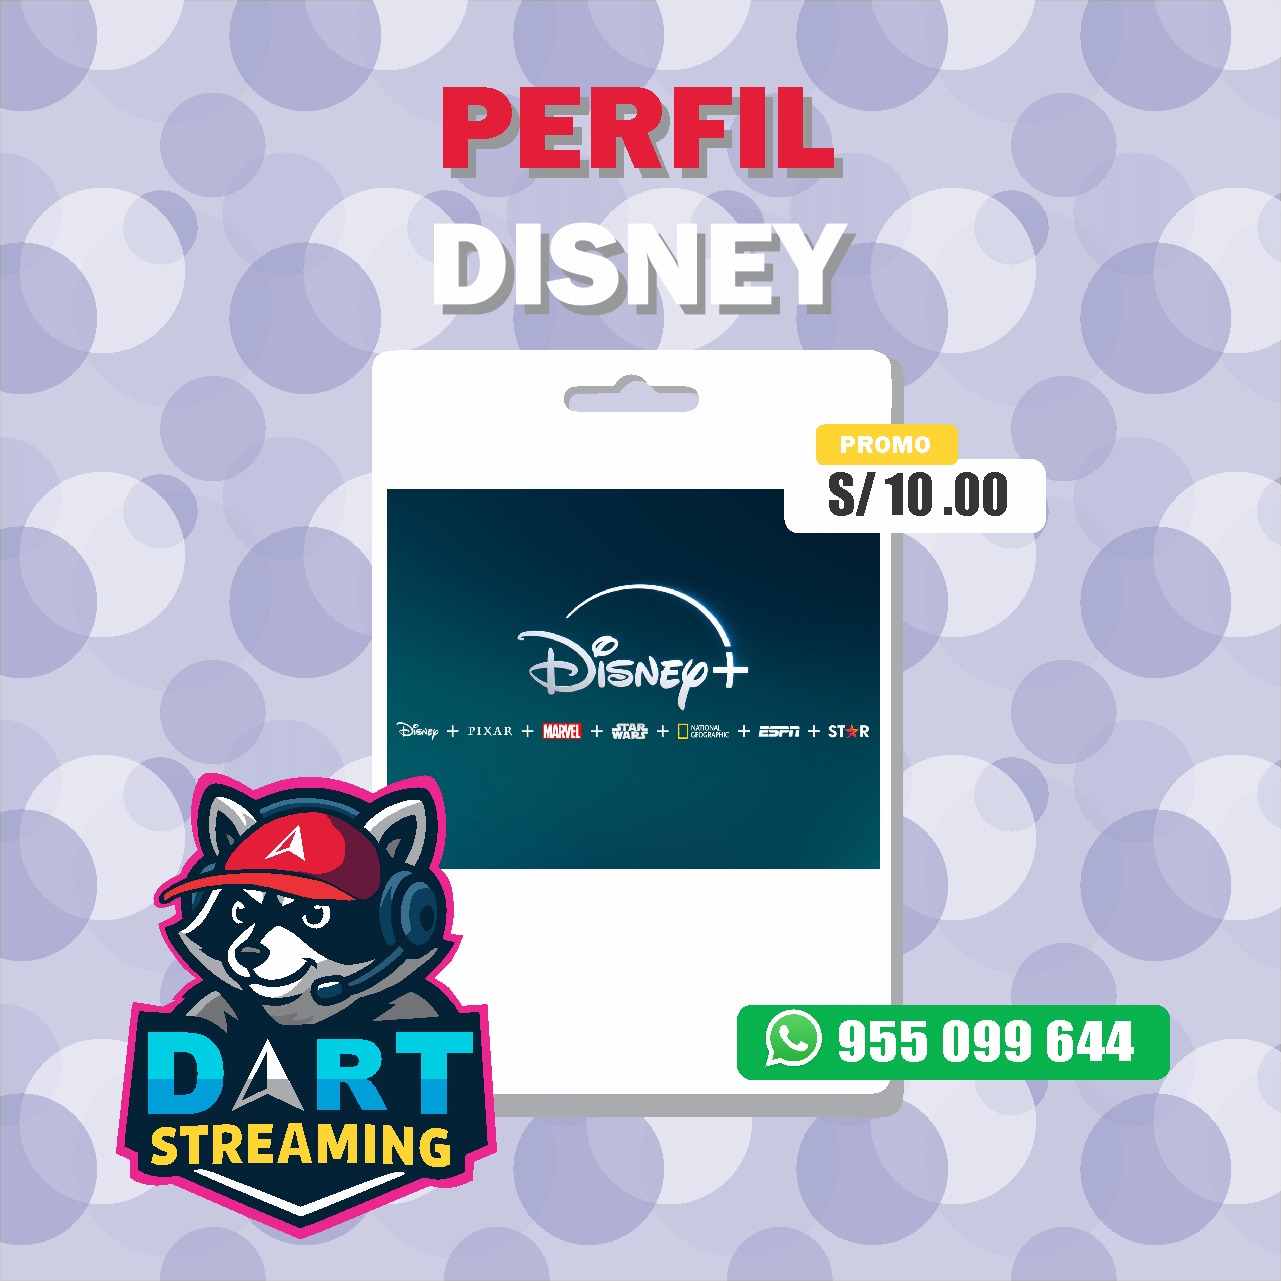 PERFIL
DISNEY
PROMO
S/ 10 .00
Disney+
Disney + PIXAR + MARVEL + STAR WARS + NATIONAL GEOGRAPHIC + ESPN + STAR
955 099 644
DART
STREAMING